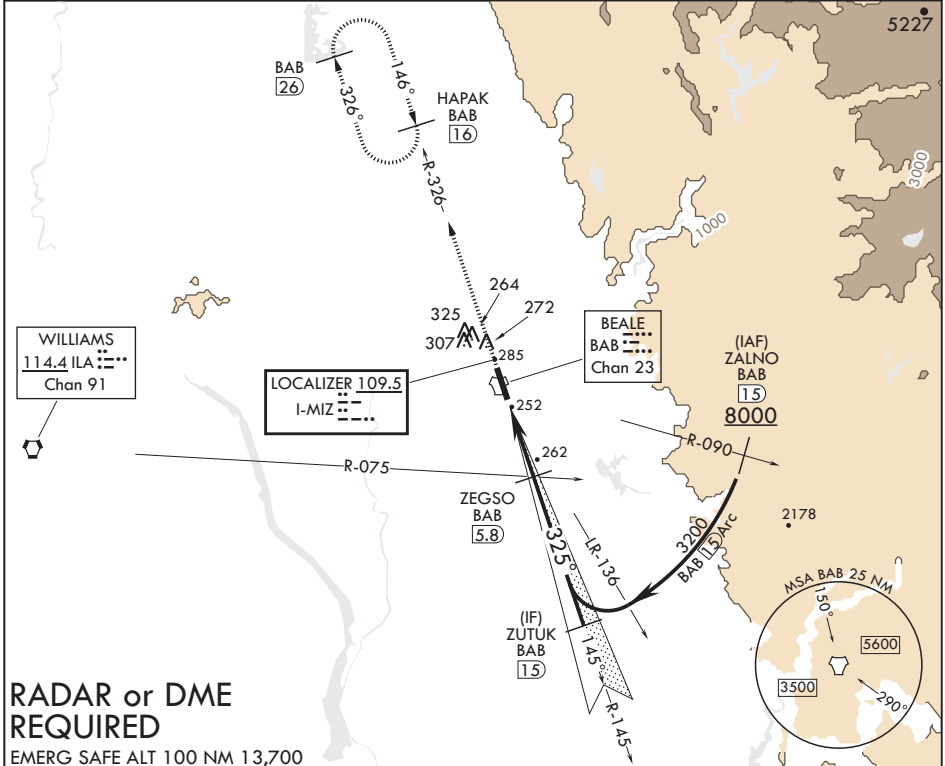 5227
BAB
26
326°
146°
HAPAK
BAB
16
R-326
3000
1000
264
272
325
307
285
WILLIAMS
114.4 ILA
Chan 91
LOCALIZER 109.5
I-MIZ
BEALE
BAB
Chan 23
(IAF)
ZALNO
BAB
15
8000
252
R-090
262
R-075
ZEGSO
BAB
5.8
325°
LR-136
3200
BAB 15 Arc
2178
(IF)
ZUTUK
BAB
15
145°
R-145
MSA BAB 25 NM
150°
5600
3500
290°
RADAR or DME
REQUIRED
EMERG SAFE ALT 100 NM 13,700